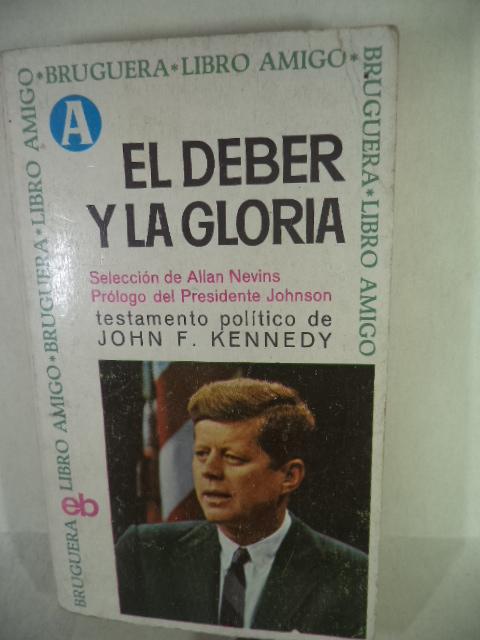 *BRUGUERA*LIBRO AMIGO*
BRUGUERA*LIBRO AMIGO
BRUGUERA*LIBRO AMIGO*BRUGUERA*LIBRO AMIGO
A
EL DEBER
Y LA GLORIA
Selección de Allan Nevins
Prólogo del Presidente Johnson
testamento político de
JOHN F. KENNEDY
eb